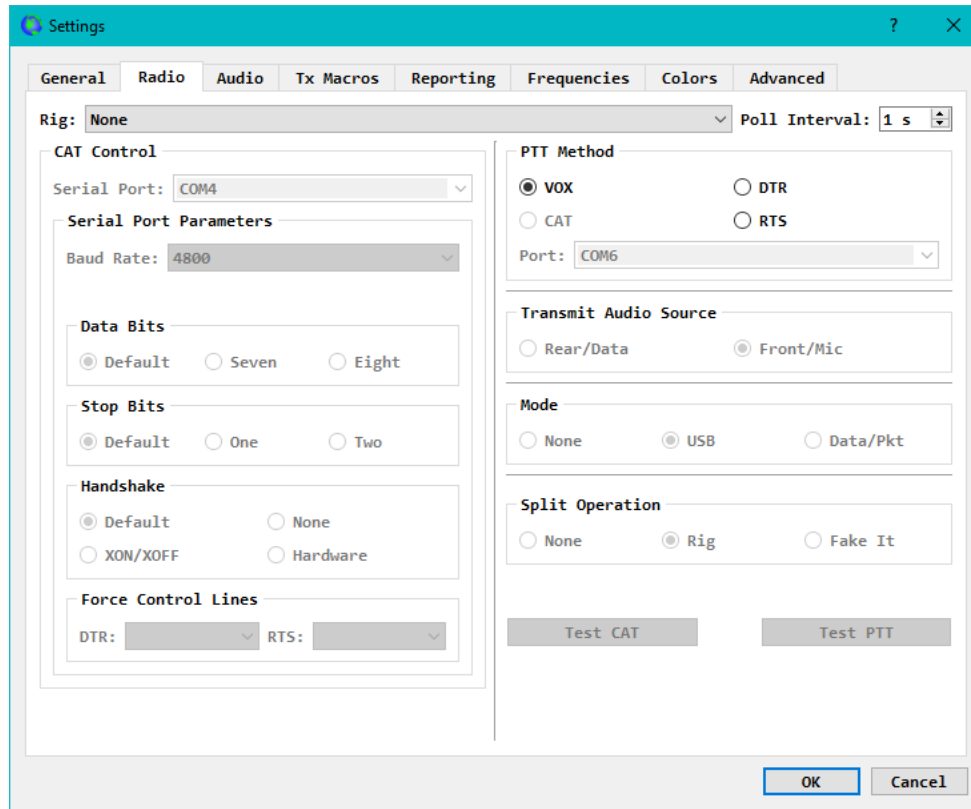 Settings
General Radio Audio Tx Macros Reporting Frequencies Colors Advanced
Rig: None Poll Interval: 1 s
CAT Control
Serial Port: COM4
Serial Port Parameters
Baud Rate: 4800
Data Bits
Default Seven Eight
Stop Bits
Default One Two
Handshake
Default None
XON/XOFF Hardware
Force Control Lines
DTR: RTS:
PTT Method
VOX DTR
CAT RTS
Port: COM6
Transmit Audio Source
Rear/Data Front/Mic
Mode
None USB Data/Pkt
Split Operation
None Rig Fake It
Test CAT Test PTT
OK Cancel